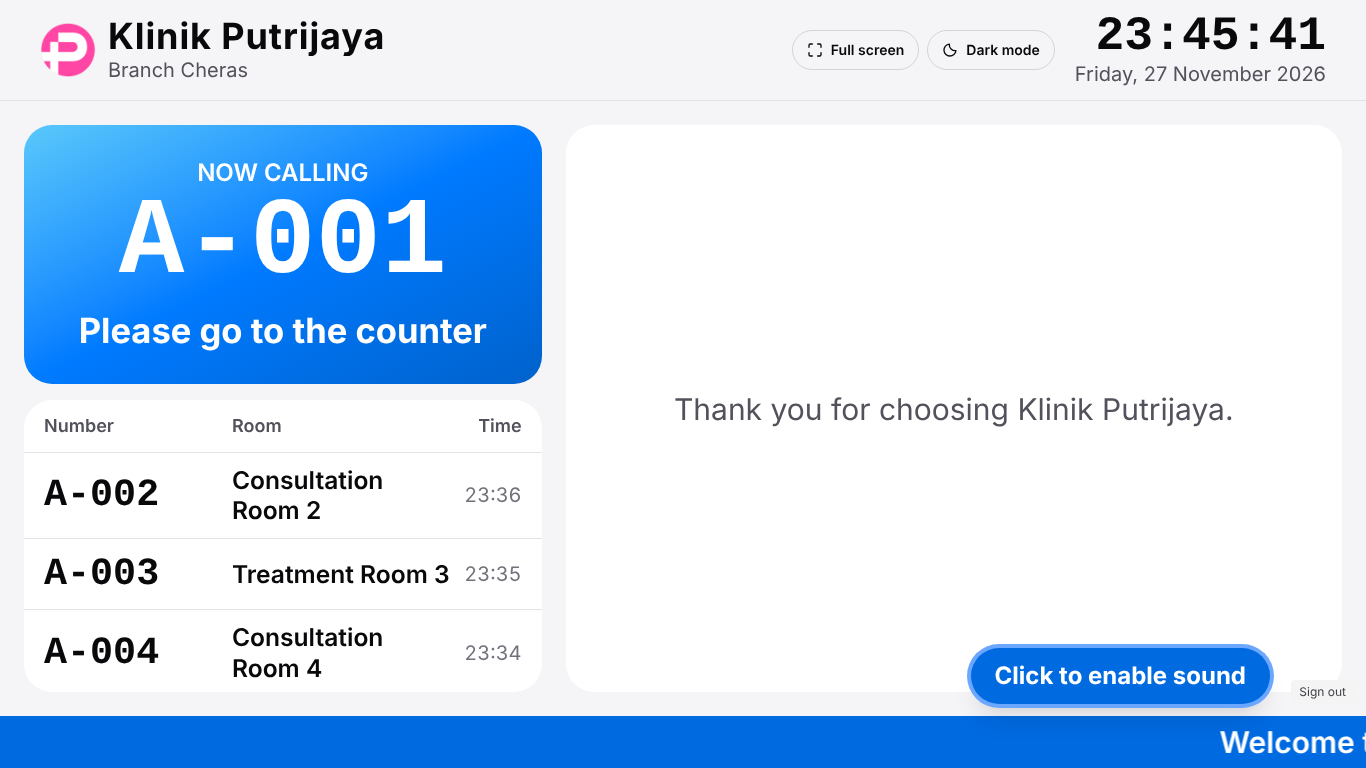 Klinik Putrijaya
Branch Cheras
Full screen
Dark mode
23:45:41
Friday, 27 November 2026
NOW CALLING
A-001
Please go to the counter
Number Room Time
A-002 Consultation Room 2 23:36
A-003 Treatment Room 3 23:35
A-004 Consultation Room 4 23:34
Thank you for choosing Klinik Putrijaya.
Click to enable sound
Sign out
Welcome